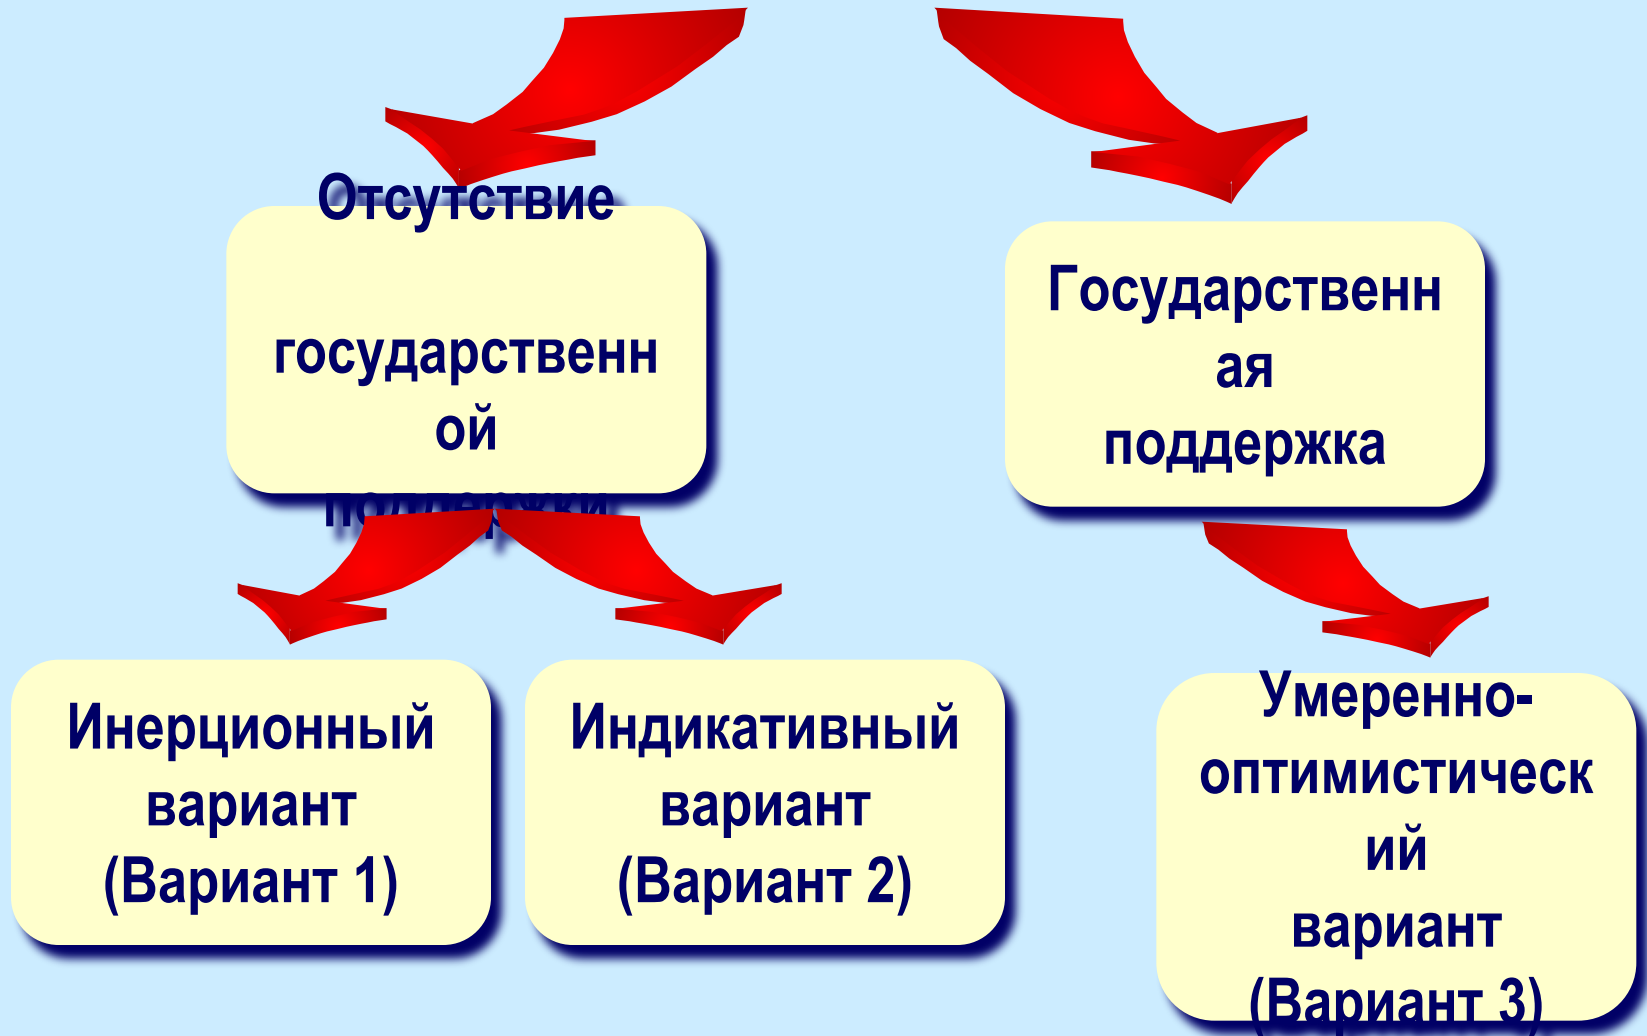 Отсутствие
государственн
ой
поддержки
Государственн
ая
поддержка
Инерционный
вариант
(Вариант 1)
Индикативный
вариант
(Вариант 2)
Умеренно-
оптимистическ
ий
вариант
(Вариант 3)